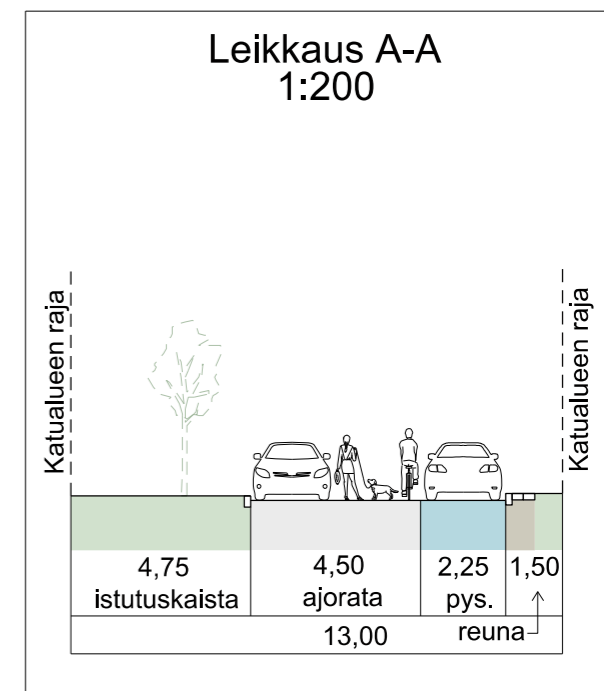 Leikkaus A-A
1:200
Katualueen raja
Katualueen raja
4,75
istutuskaista
4,50
ajorata
2,25
pys.
1,50
reuna
13,00